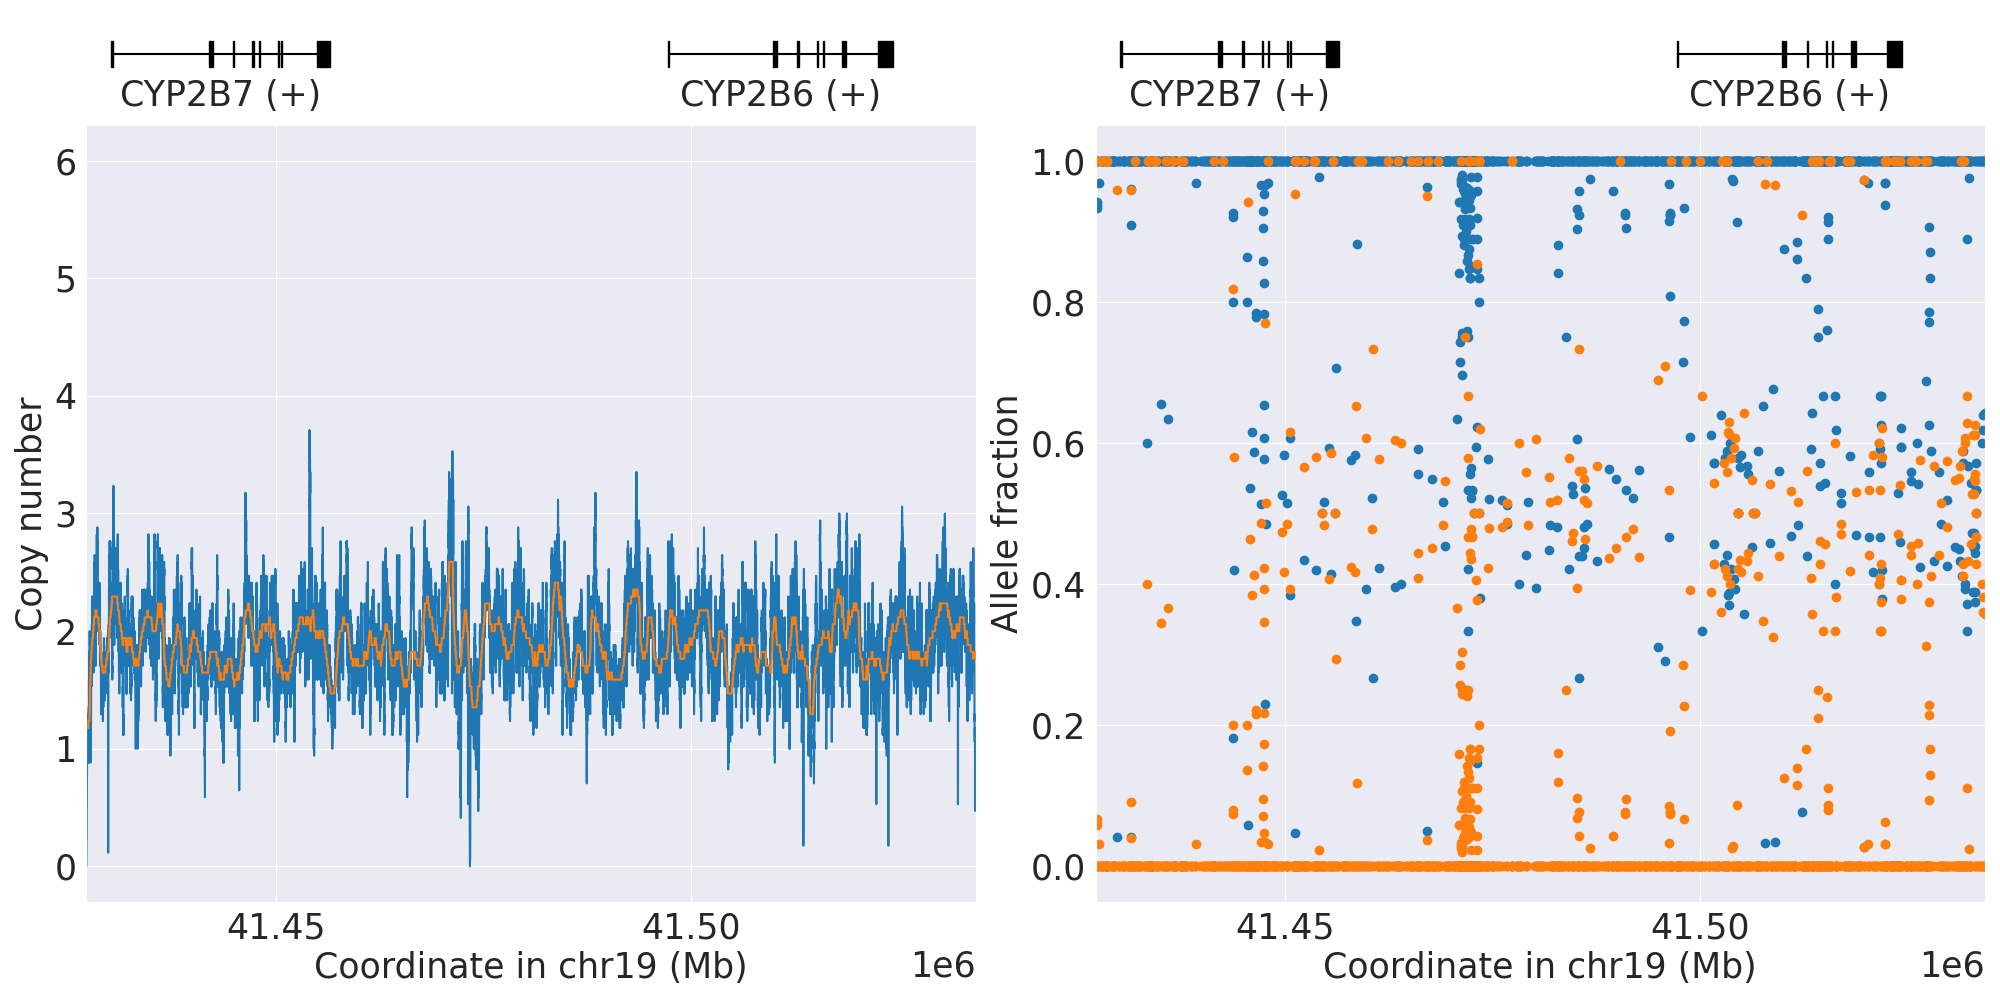 CYP2B7 (+)
CYP2B6 (+)
6
5
4
3
2
1
0
Copy number
41.45
41.50
Coordinate in chr19 (Mb)
1e6
CYP2B7 (+)
CYP2B6 (+)
1.0
0.8
0.6
0.4
0.2
0.0
Allele fraction
41.45
41.50
Coordinate in chr19 (Mb)
1e6